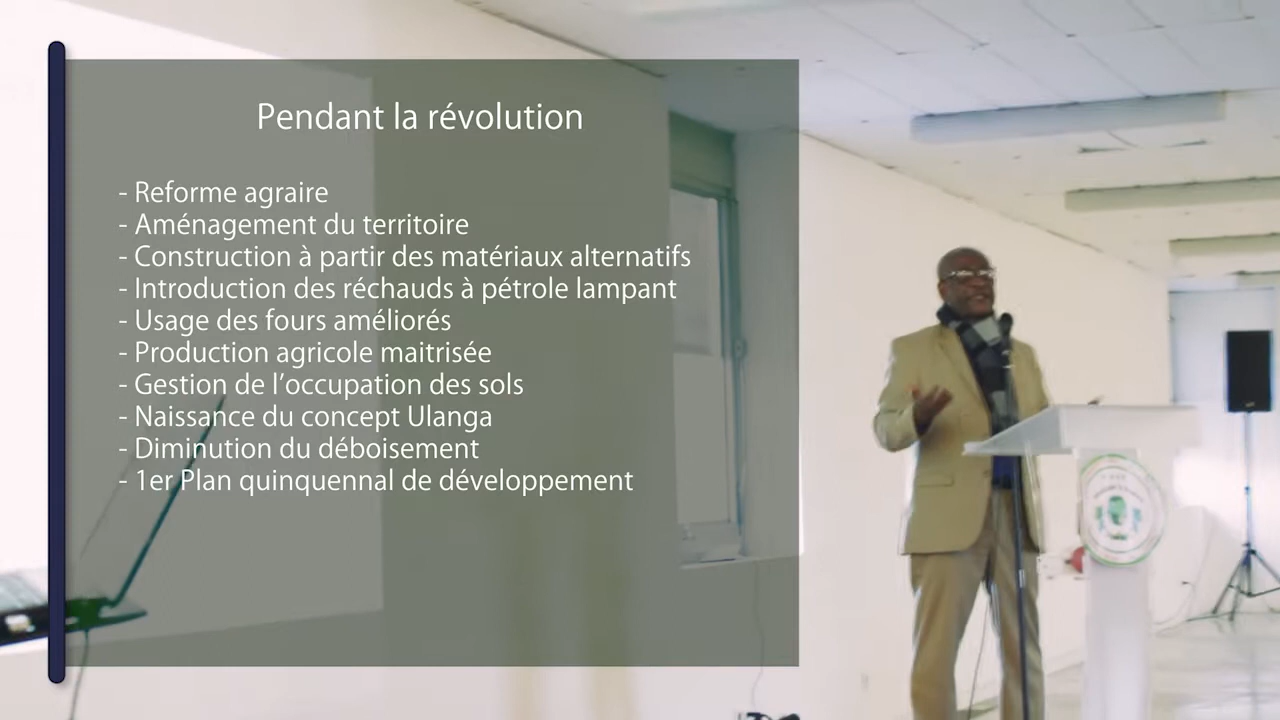 Pendant la révolution
- Reforme agraire
- Aménagement du territoire
- Construction à partir des matériaux alternatifs
- Introduction des réchauds à pétrole lampant
- Usage des fours améliorés
- Production agricole maitrisée
- Gestion de l’occupation des sols
- Naissance du concept Ulanga
- Diminution du déboisement
- 1er Plan quinquennal de développement